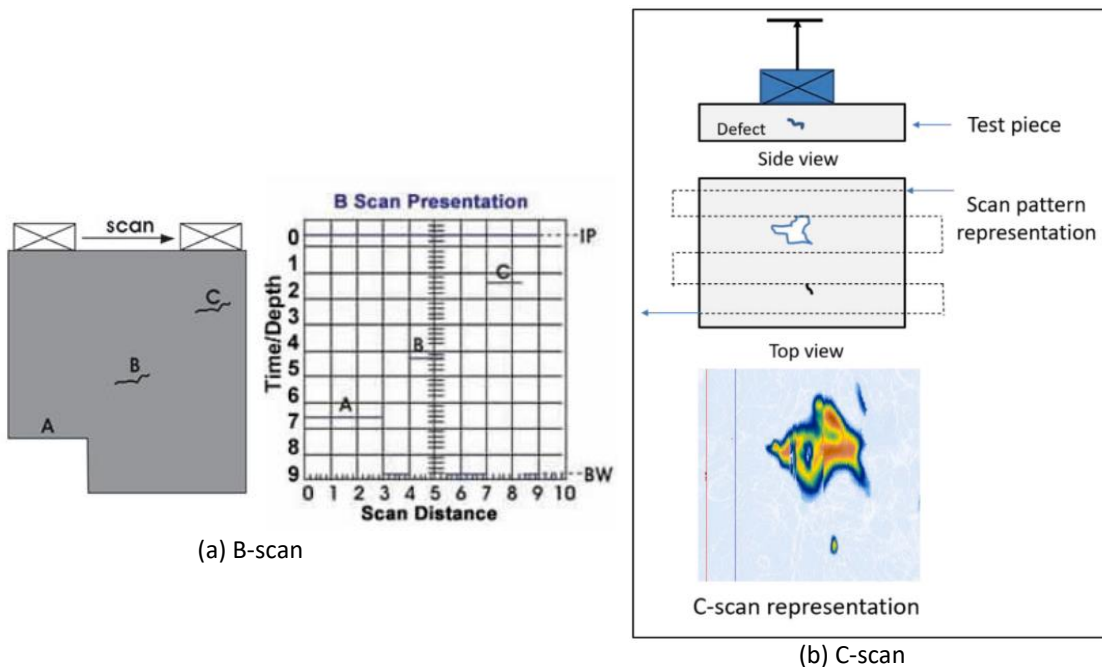 scan
C
B
A
B Scan Presentation
Time/Depth
0
1
2
3
4
5
6
7
8
9
IP
C
B
A
BW
0 1 2 3 4 5 6 7 8 9 10
Scan Distance
(a) B-scan
Defect
Test piece
Side view
Scan pattern
representation
Top view
C-scan representation
(b) C-scan